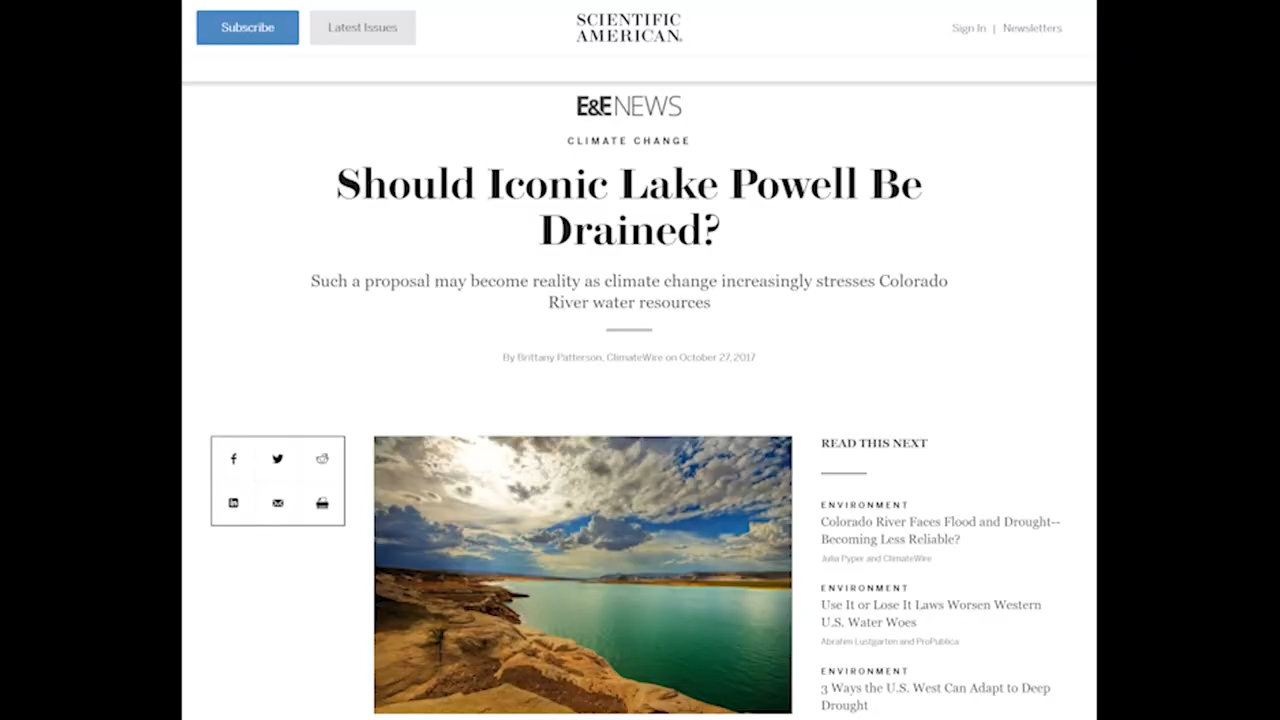 Subscribe
Latest Issues
SCIENTIFIC
AMERICAN
Sign In | Newsletters
E&E NEWS
CLIMATE CHANGE
Should Iconic Lake Powell Be
Drained?
Such a proposal may become reality as climate change increasingly stresses Colorado
River water resources
By Brittany Patterson, ClimateWire on October 27, 2017
READ THIS NEXT
ENVIRONMENT
Colorado River Faces Flood and Drought--
Becoming Less Reliable?
Julia Pyper and ClimateWire
ENVIRONMENT
Use It or Lose It Laws Worsen Western
U.S. Water Woes
Abrahm Lustgarten and ProPublica
ENVIRONMENT
3 Ways the U.S. West Can Adapt to Deep
Drought